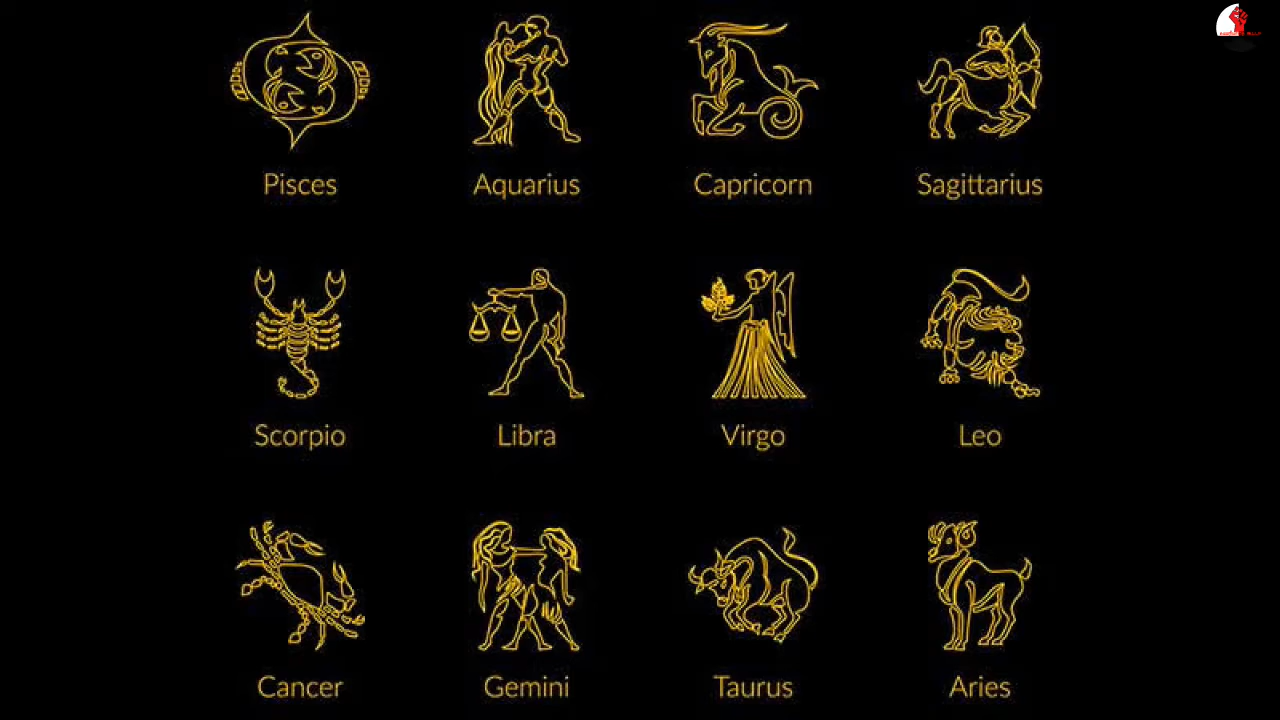 Pisces Aquarius Capricorn Sagittarius
Scorpio Libra Virgo Leo
Cancer Gemini Taurus Aries